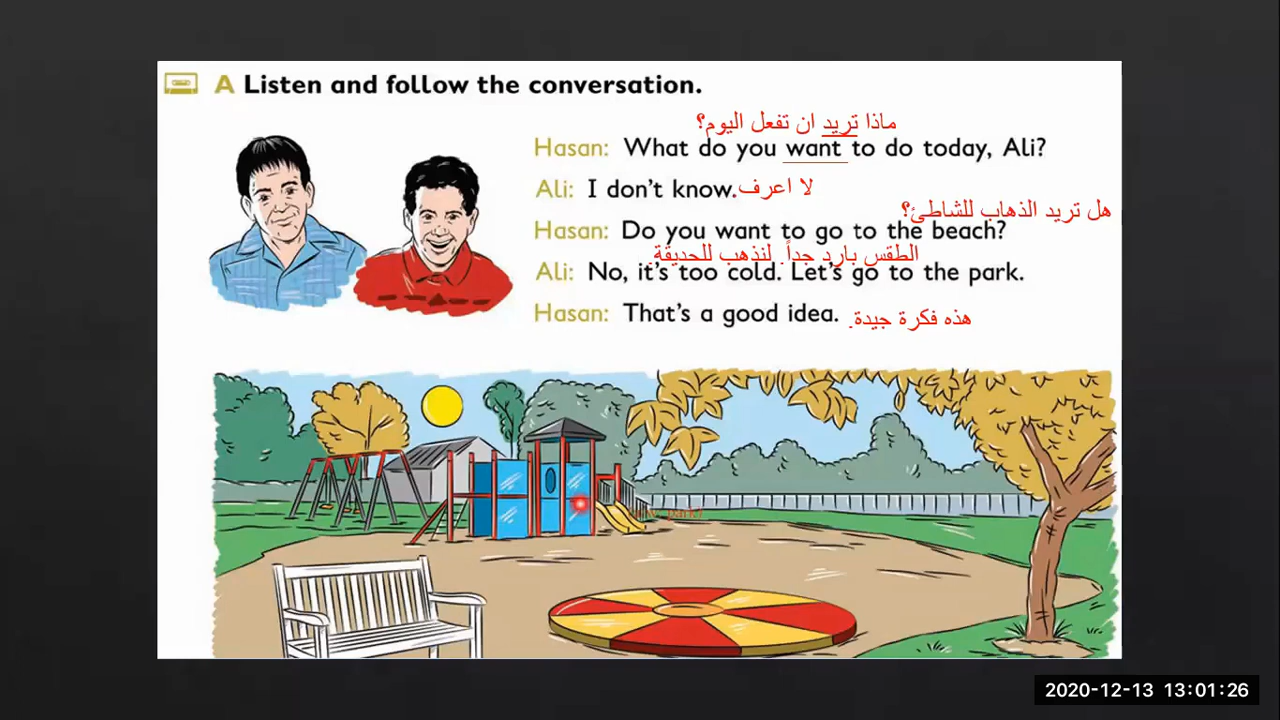 A Listen and follow the conversation.
ماذا تريد ان تفعل اليوم؟
Hasan: What do you want to do today, Ali?
Ali: I don't know.
لا اعرف
هل تريد الذهاب للشاطئ؟
Hasan: Do you want to go to the beach?
الطقس بارد جداً. لنذهب للحديقة.
Ali: No, it's too cold. Let's go to the park.
Hasan: That's a good idea.
هذه فكرة جيدة.
2020-12-13 13:01:26